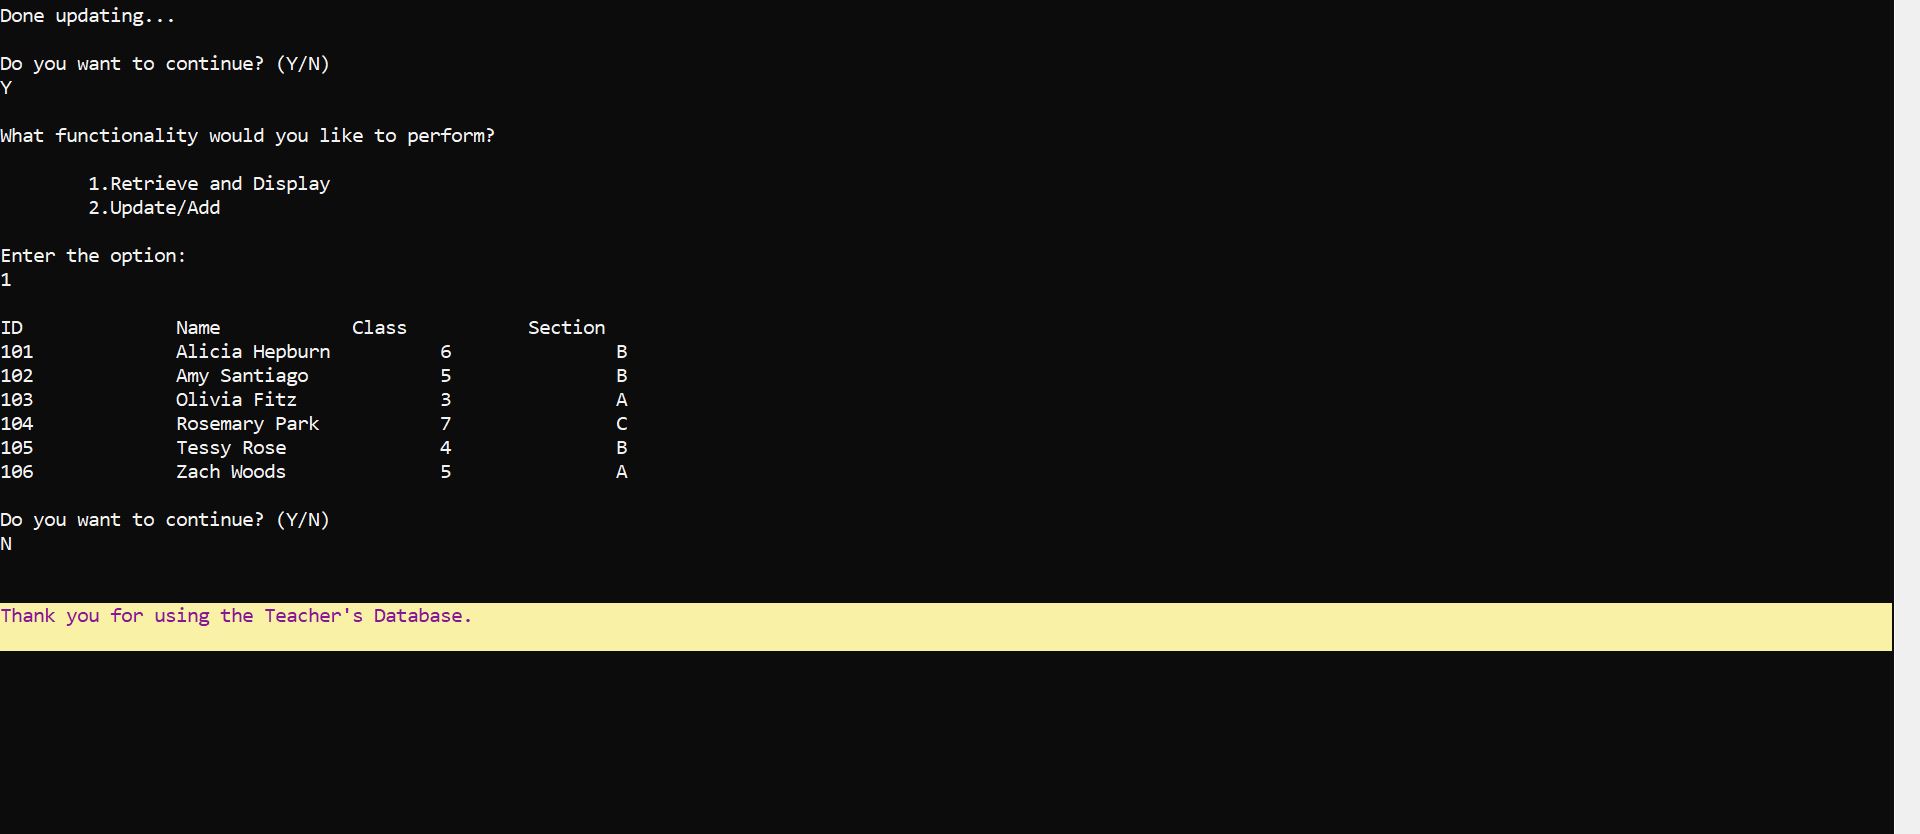 Done updating...
Do you want to continue? (Y/N)
Y
What functionality would you like to perform?
1.Retrieve and Display
2.Update/Add
Enter the option:
1
ID Name Class Section
101 Alicia Hepburn 6 B
102 Amy Santiago 5 B
103 Olivia Fitz 3 A
104 Rosemary Park 7 C
105 Tessy Rose 4 B
106 Zach Woods 5 A
Do you want to continue? (Y/N)
N
Thank you for using the Teacher's Database.